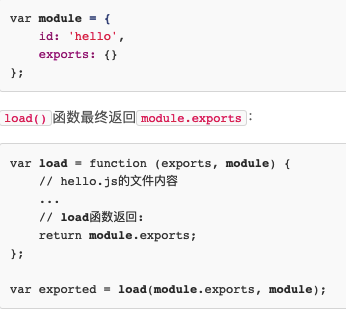 var module = {
    id: 'hello',
    exports: {}
};
load()函数最终返回module.exports：
var load = function (exports, module) {
    // hello.js的文件内容
    ...
    // load函数返回:
    return module.exports;
};
var exported = load(module.exports, module);